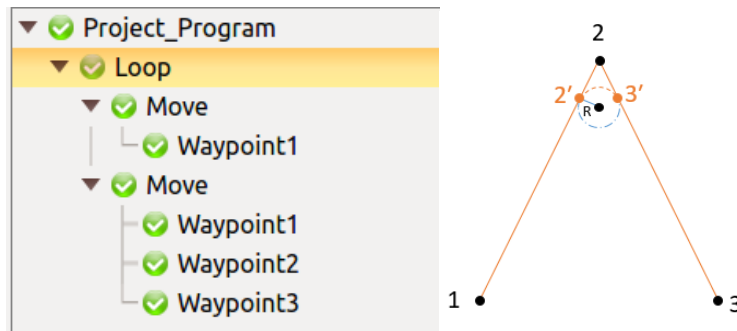 Project_Program
Loop
Move
Waypoint1
Move
Waypoint1
Waypoint2
Waypoint3
2
2′ 3′
R
1 3